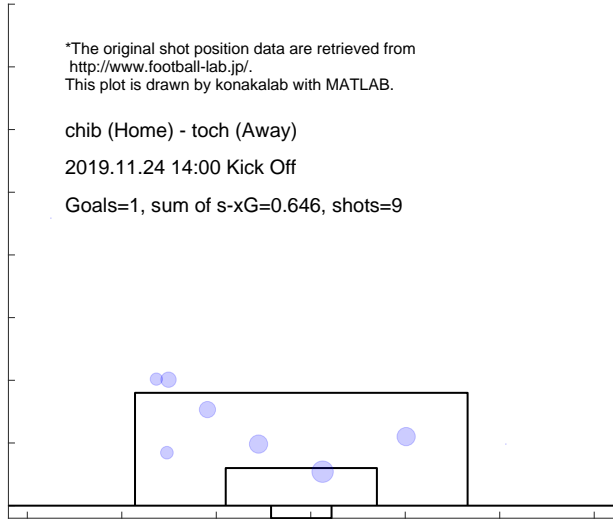 *The original shot position data are retrieved from
http://www.football-lab.jp/.
This plot is drawn by konakalab with MATLAB.
chib (Home) - toch (Away)
2019.11.24 14:00 Kick Off
Goals=1, sum of s-xG=0.646, shots=9